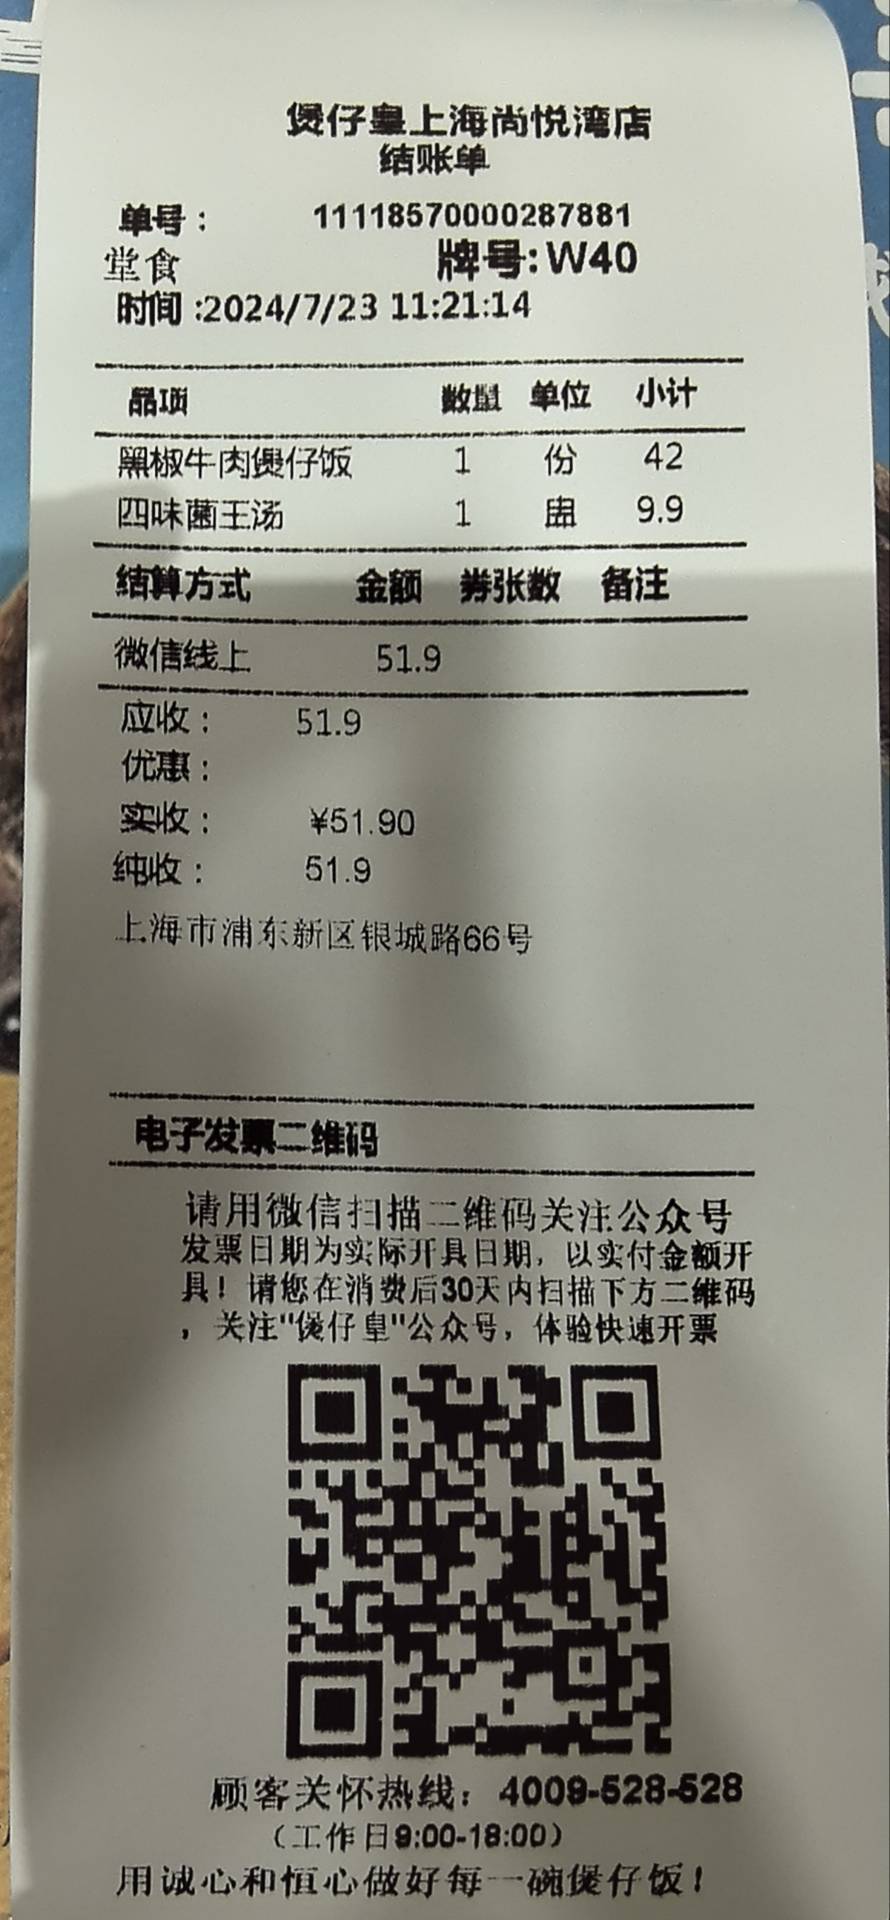 煲仔皇上海尚悦湾店
结账单
单号： 11118570000287881
堂食 牌号:W40
时间:2024/7/23 11:21:14
品项 数量 单位 小计
黑椒牛肉煲仔饭 1 份 42
四味菌王汤 1 盅 9.9
结算方式 金额 券张数 备注
微信线上 51.9
应收： 51.9
优惠：
实收： ¥51.90
纯收： 51.9
上海市浦东新区银城路66号
电子发票二维码
请用微信扫描二维码关注公众号
发票日期为实际开具日期，以实付金额开
具！请您在消费后30天内扫描下方二维码
，关注"煲仔皇"公众号，体验快速开票
顾客关怀热线：4009-528-528
（工作日9:00-18:00）
用诚心和恒心做好每一碗煲仔饭！